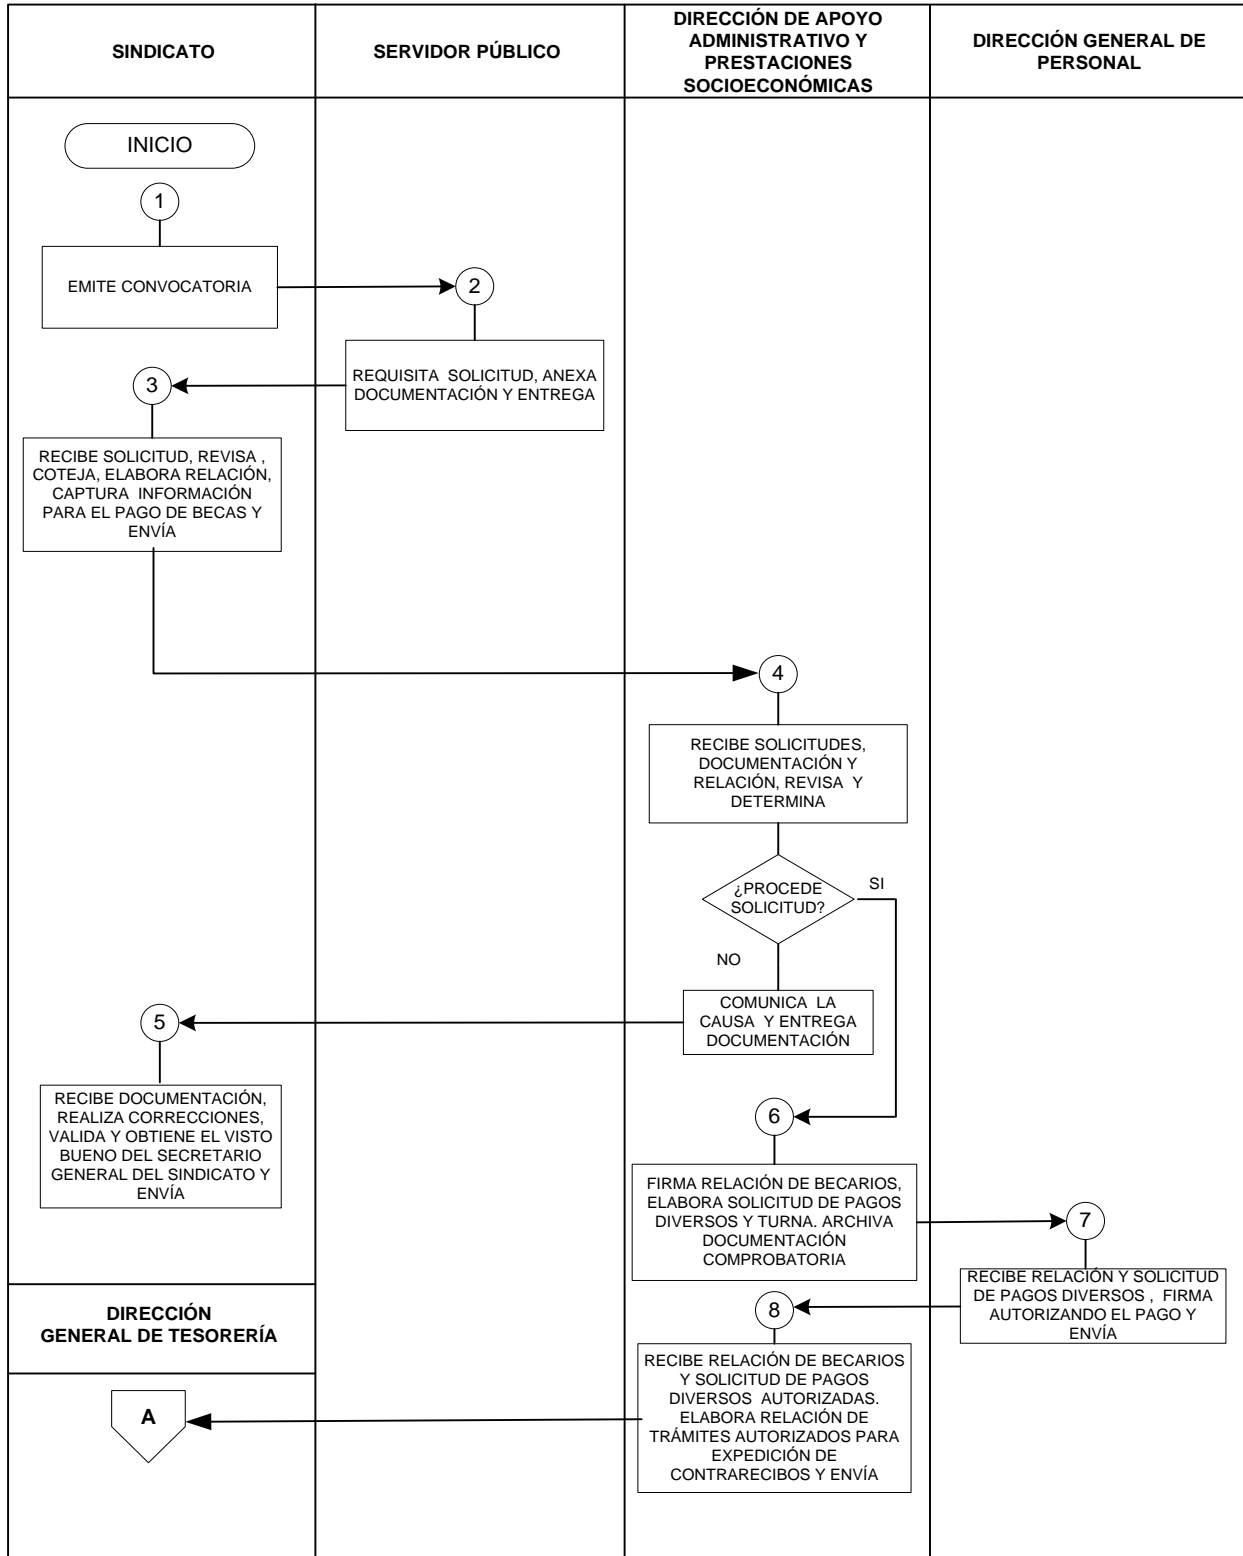 SINDICATO
SERVIDOR PÚBLICO
DIRECCIÓN DE APOYO
ADMINISTRATIVO Y
PRESTACIONES
SOCIOECONÓMICAS
DIRECCIÓN GENERAL DE
PERSONAL
INICIO
1
EMITE CONVOCATORIA
2
REQUISITA SOLICITUD, ANEXA
DOCUMENTACIÓN Y ENTREGA
3
RECIBE SOLICITUD, REVISA ,
COTEJA, ELABORA RELACIÓN,
CAPTURA INFORMACIÓN
PARA EL PAGO DE BECAS Y
ENVÍA
4
RECIBE SOLICITUDES,
DOCUMENTACIÓN Y
RELACIÓN, REVISA Y
DETERMINA
¿PROCEDE
SOLICITUD?
SI
NO
COMUNICA LA
CAUSA Y ENTREGA
DOCUMENTACIÓN
5
RECIBE DOCUMENTACIÓN,
REALIZA CORRECCIONES,
VALIDA Y OBTIENE EL VISTO
BUENO DEL SECRETARIO
GENERAL DEL SINDICATO Y
ENVÍA
6
FIRMA RELACIÓN DE BECARIOS,
ELABORA SOLICITUD DE PAGOS
DIVERSOS Y TURNA. ARCHIVA
DOCUMENTACIÓN
COMPROBATORIA
7
RECIBE RELACIÓN Y SOLICITUD
DE PAGOS DIVERSOS , FIRMA
AUTORIZANDO EL PAGO Y
ENVÍA
8
RECIBE RELACIÓN DE BECARIOS
Y SOLICITUD DE PAGOS
DIVERSOS AUTORIZADAS.
ELABORA RELACIÓN DE
TRÁMITES AUTORIZADOS PARA
EXPEDICIÓN DE
CONTRARECIBOS Y ENVÍA
DIRECCIÓN
GENERAL DE TESORERÍA
A